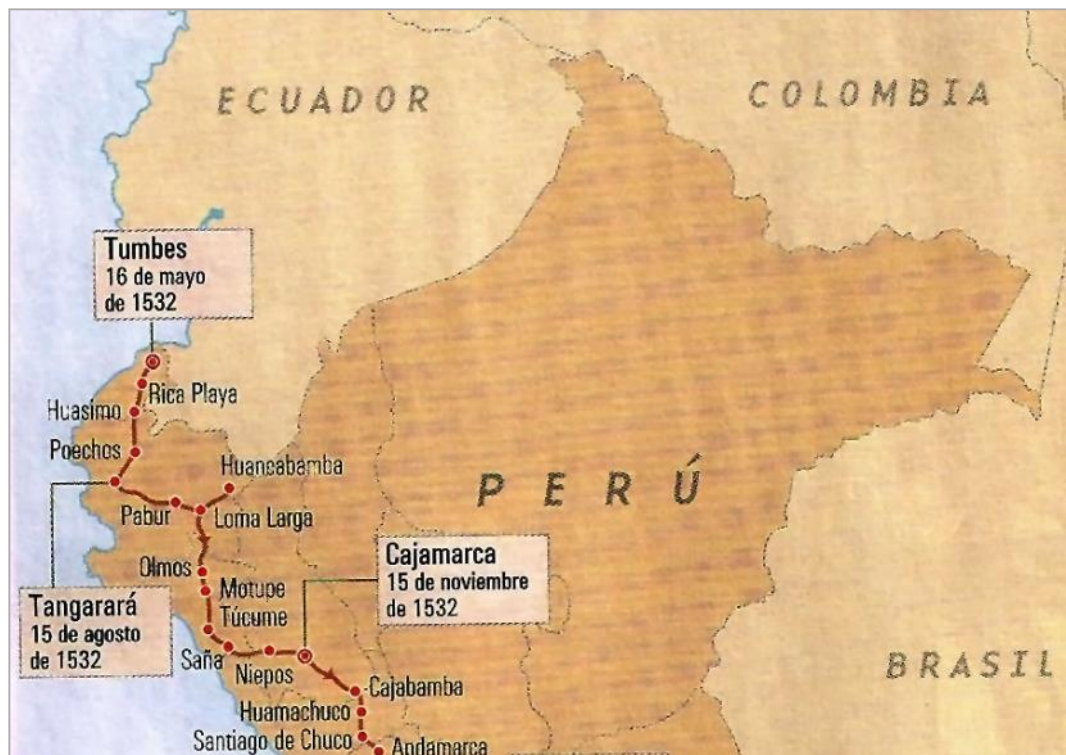 ECUADOR
COLOMBIA
Tumbes
16 de mayo
de 1532
Rica Playa
Huasimo
Poechos
Huancabamba
PERÚ
Pabur
Loma Larga
Cajamarca
15 de noviembre
de 1532
Olmos
Motupe
Tangarará
15 de agosto
de 1532
Túcume
Saña
Niepos
BRASIL
Cajabamba
Huamachuco
Santiago de Chuco
Andamarca